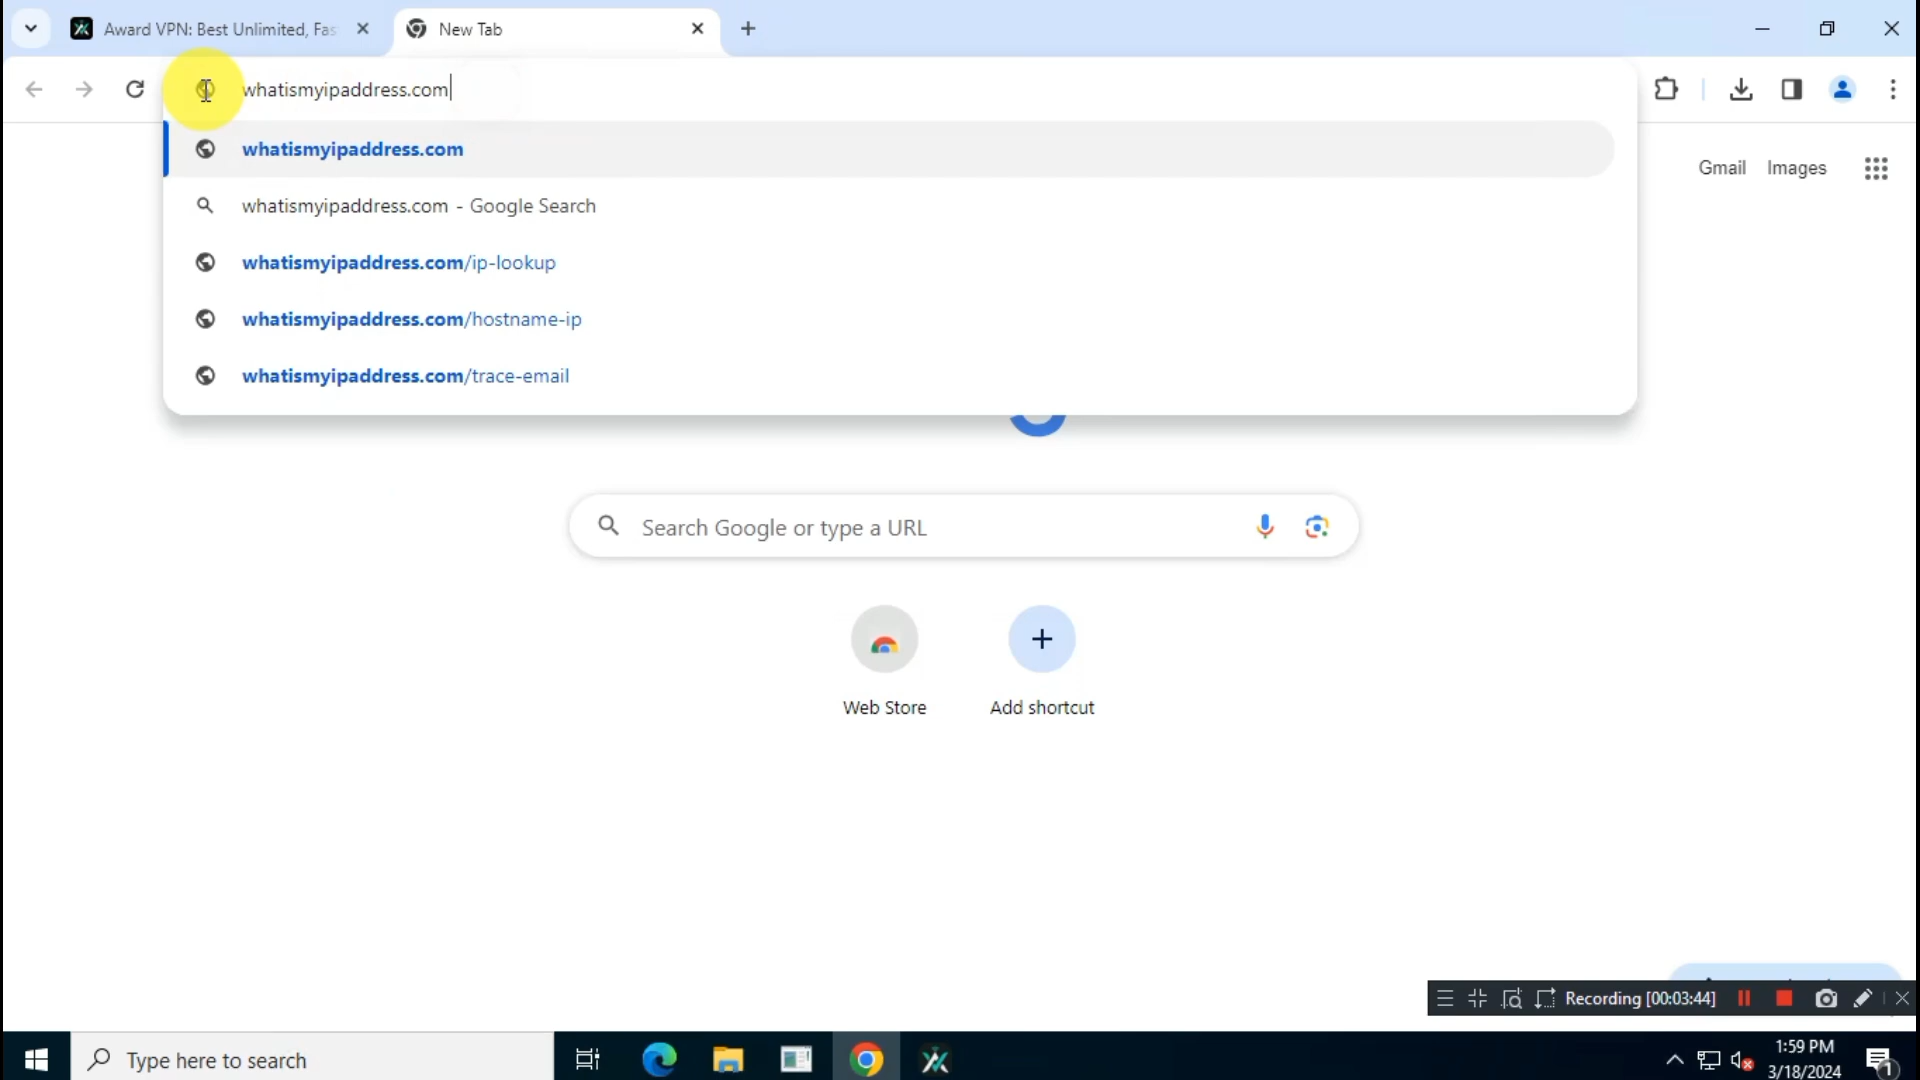 Award VPN: Best Unlimited, Fas
New Tab
whatismyipaddress.com
whatismyipaddress.com
whatismyipaddress.com - Google Search
whatismyipaddress.com/ip-lookup
whatismyipaddress.com/hostname-ip
whatismyipaddress.com/trace-email
Gmail Images
Search Google or type a URL
Web Store
Add shortcut
Recording [00:03:44]
Type here to search
1:59 PM
3/18/2024
1